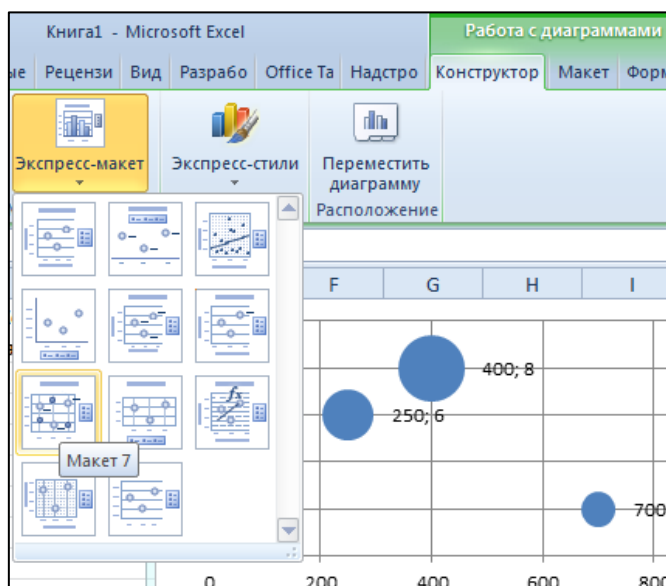 Книга1 - Microsoft Excel
Работа с диаграммами
ые Рецензи Вид Разрабо Office Ta Надстро Конструктор Макет Форм
Экспресс-макет Экспресс-стили Переместить диаграмму
Расположение
F G H I
400; 8
250; 6
Макет 7
700
0 200 400 600 800